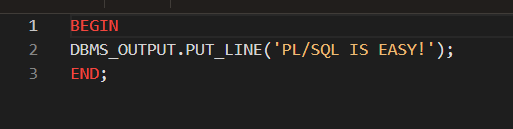 1 BEGIN
2 DBMS_OUTPUT.PUT_LINE('PL/SQL IS EASY!');
3 END;